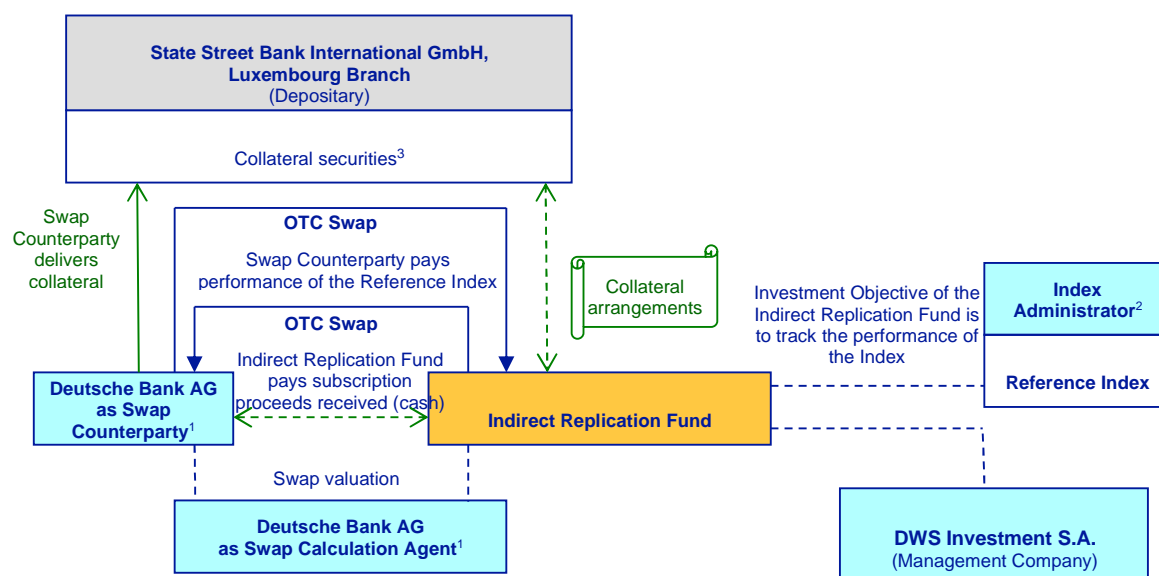 State Street Bank International GmbH,
Luxembourg Branch
(Depositary)
Collateral securities³
Swap
Counterparty
delivers
collateral
OTC Swap
Swap Counterparty pays
performance of the Reference Index
OTC Swap
Indirect Replication Fund
pays subscription
proceeds received (cash)
Collateral
arrangements
Investment Objective of the
Indirect Replication Fund is
to track the performance of
the Index
Index
Administrator²
Reference Index
Deutsche Bank AG
as Swap
Counterparty¹
Indirect Replication Fund
Swap valuation
Deutsche Bank AG
as Swap Calculation Agent¹
DWS Investment S.A.
(Management Company)